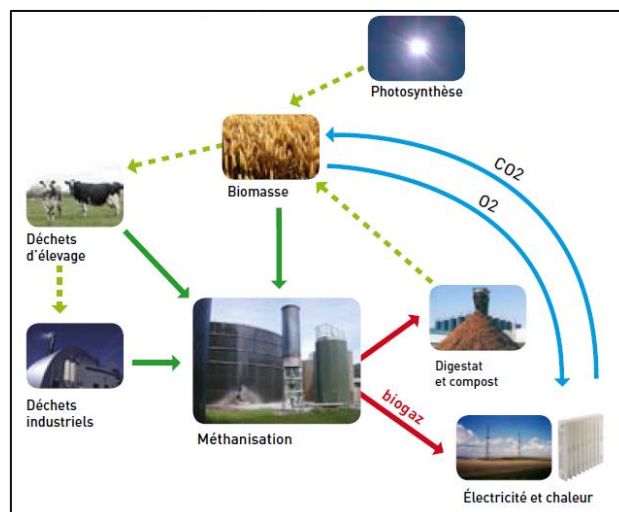 Photosynthèse
Biomasse
CO2
O2
Déchets
d'élevage
Digestat
et compost
Déchets
industriels
Méthanisation
biogaz
Électricité et chaleur